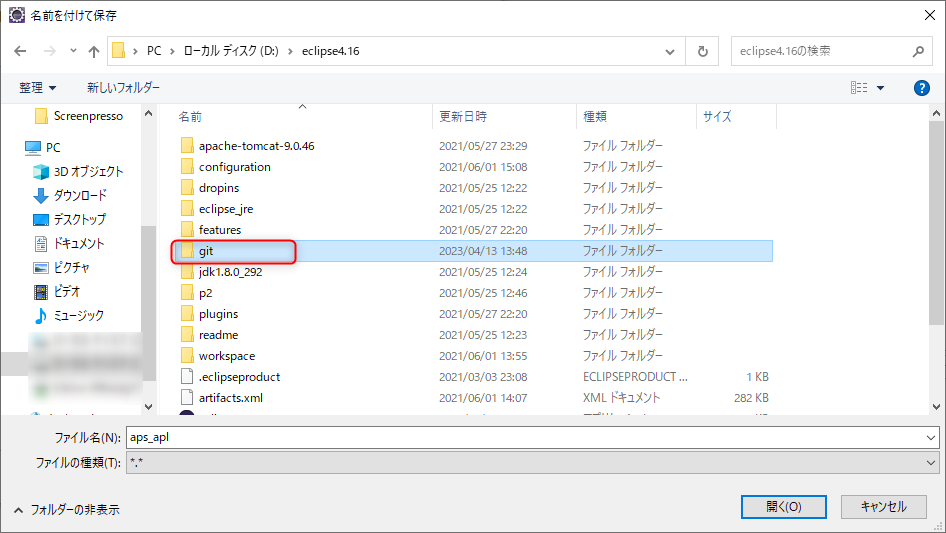 名前を付けて保存
PC > ローカル ディスク (D:) > eclipse4.16
eclipse4.16の検索
整理 新しいフォルダー
名前 更新日時 種類 サイズ
Screenpresso
PC
3D オブジェクト
ダウンロード
デスクトップ
ドキュメント
ピクチャ
ビデオ
ミュージック
apache-tomcat-9.0.46 2021/05/27 23:29 ファイル フォルダー
configuration 2021/06/01 15:08 ファイル フォルダー
dropins 2021/05/25 12:22 ファイル フォルダー
eclipse_jre 2021/05/25 12:22 ファイル フォルダー
features 2021/05/27 22:20 ファイル フォルダー
git 2023/04/13 13:48 ファイル フォルダー
jdk1.8.0_292 2021/05/25 12:24 ファイル フォルダー
p2 2021/05/25 12:46 ファイル フォルダー
plugins 2021/05/27 22:20 ファイル フォルダー
readme 2021/05/25 12:23 ファイル フォルダー
workspace 2021/06/01 13:55 ファイル フォルダー
.eclipseproduct 2021/03/03 23:08 ECLIPSEPRODUCT ... 1 KB
artifacts.xml 2021/06/01 14:07 XML ドキュメント 282 KB
ファイル名(N): aps_apl
ファイルの種類(T): *.*
フォルダーの非表示
開く(O) キャンセル